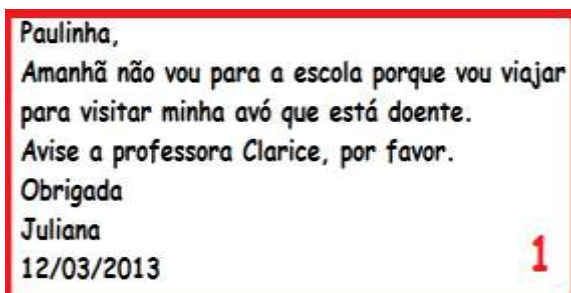 Paulinha,
Amanhã não vou para a escola porque vou viajar
para visitar minha avó que está doente.
Avise a professora Clarice, por favor.
Obrigada
Juliana
12/03/2013
1